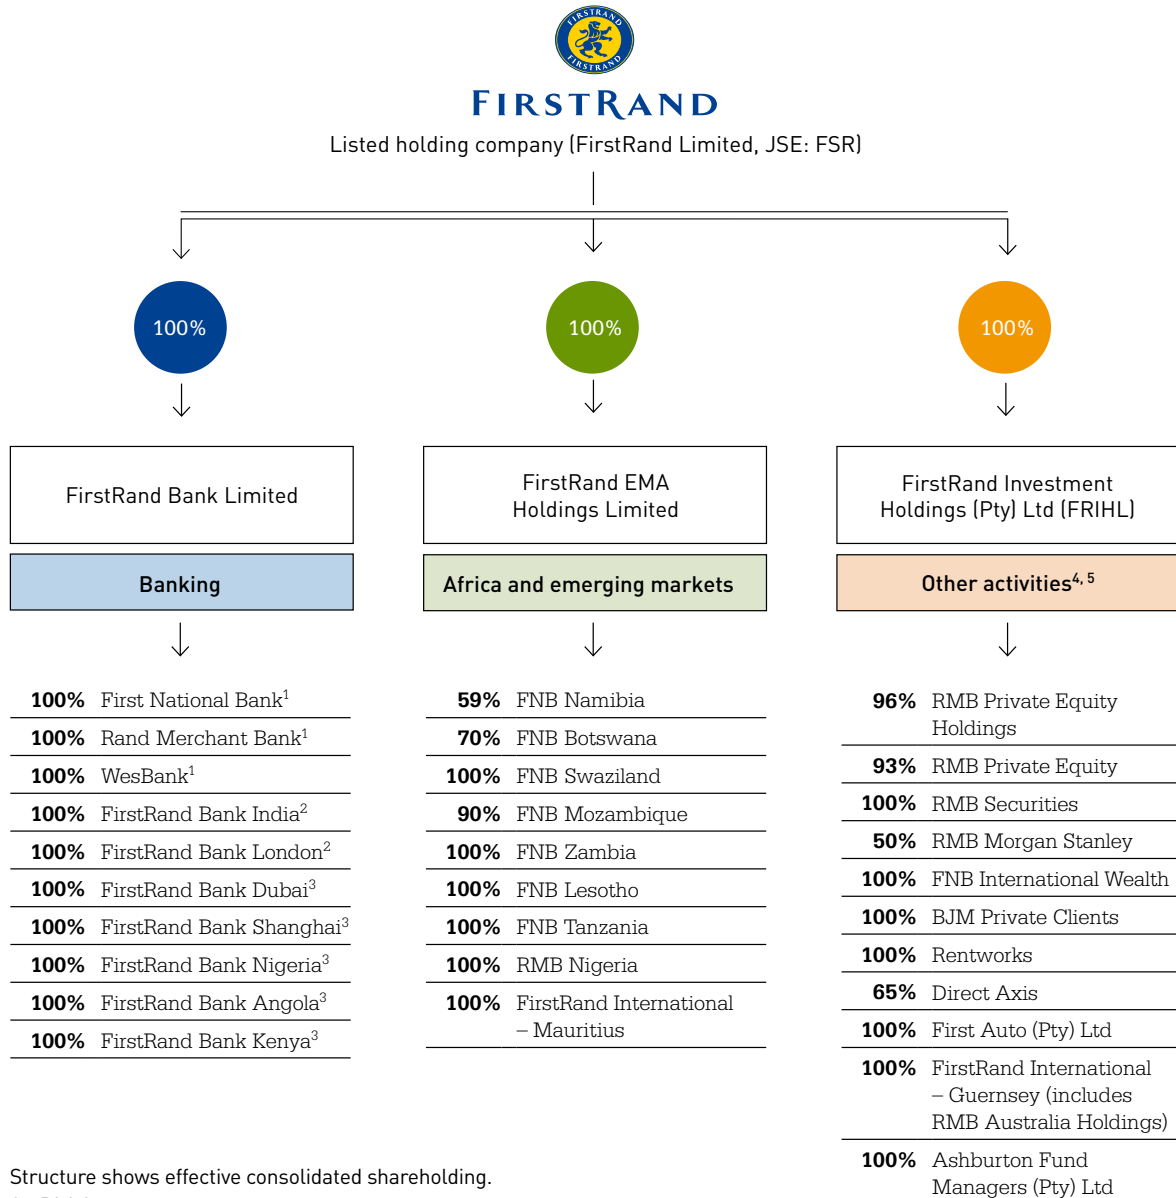 FIRSTRAND
FIRSTRAND
FIRSTRAND
Listed holding company (FirstRand Limited, JSE: FSR)
100%
100%
100%
FirstRand Bank Limited
FirstRand EMA
Holdings Limited
FirstRand Investment
Holdings (Pty) Ltd (FRIHL)
Banking
Africa and emerging markets
Other activities4, 5
100% First National Bank1
100% Rand Merchant Bank1
100% WesBank1
100% FirstRand Bank India2
100% FirstRand Bank London2
100% FirstRand Bank Dubai3
100% FirstRand Bank Shanghai3
100% FirstRand Bank Nigeria3
100% FirstRand Bank Angola3
100% FirstRand Bank Kenya3
59% FNB Namibia
70% FNB Botswana
100% FNB Swaziland
90% FNB Mozambique
100% FNB Zambia
100% FNB Lesotho
100% FNB Tanzania
100% RMB Nigeria
100% FirstRand International
– Mauritius
96% RMB Private Equity
Holdings
93% RMB Private Equity
100% RMB Securities
50% RMB Morgan Stanley
100% FNB International Wealth
100% BJM Private Clients
100% Rentworks
65% Direct Axis
100% First Auto (Pty) Ltd
100% FirstRand International
– Guernsey (includes
RMB Australia Holdings)
100% Ashburton Fund
Managers (Pty) Ltd
Structure shows effective consolidated shareholding.